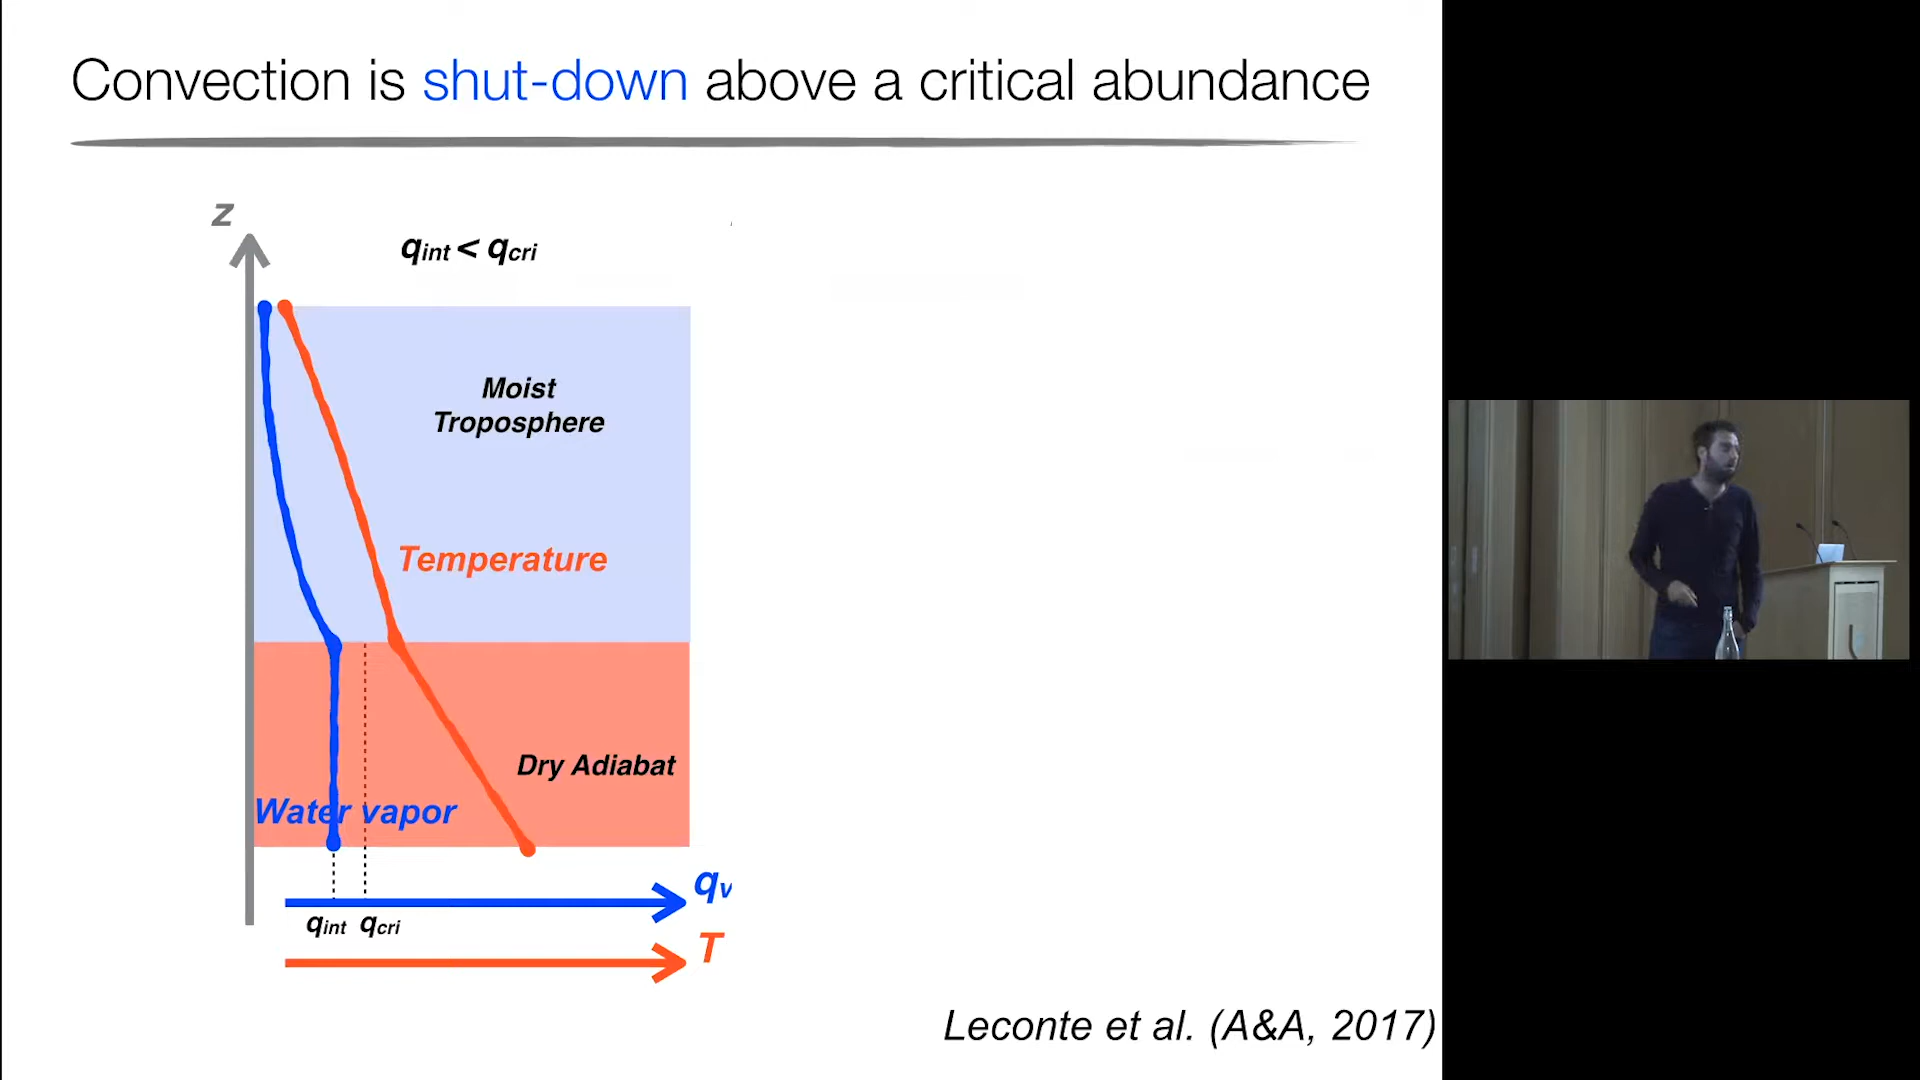 Convection is shut-down above a critical abundance
z
qint < qcri
Moist
Troposphere
Temperature
Dry Adiabat
Water vapor
qv
qint qcri
T
Leconte et al. (A&A, 2017)